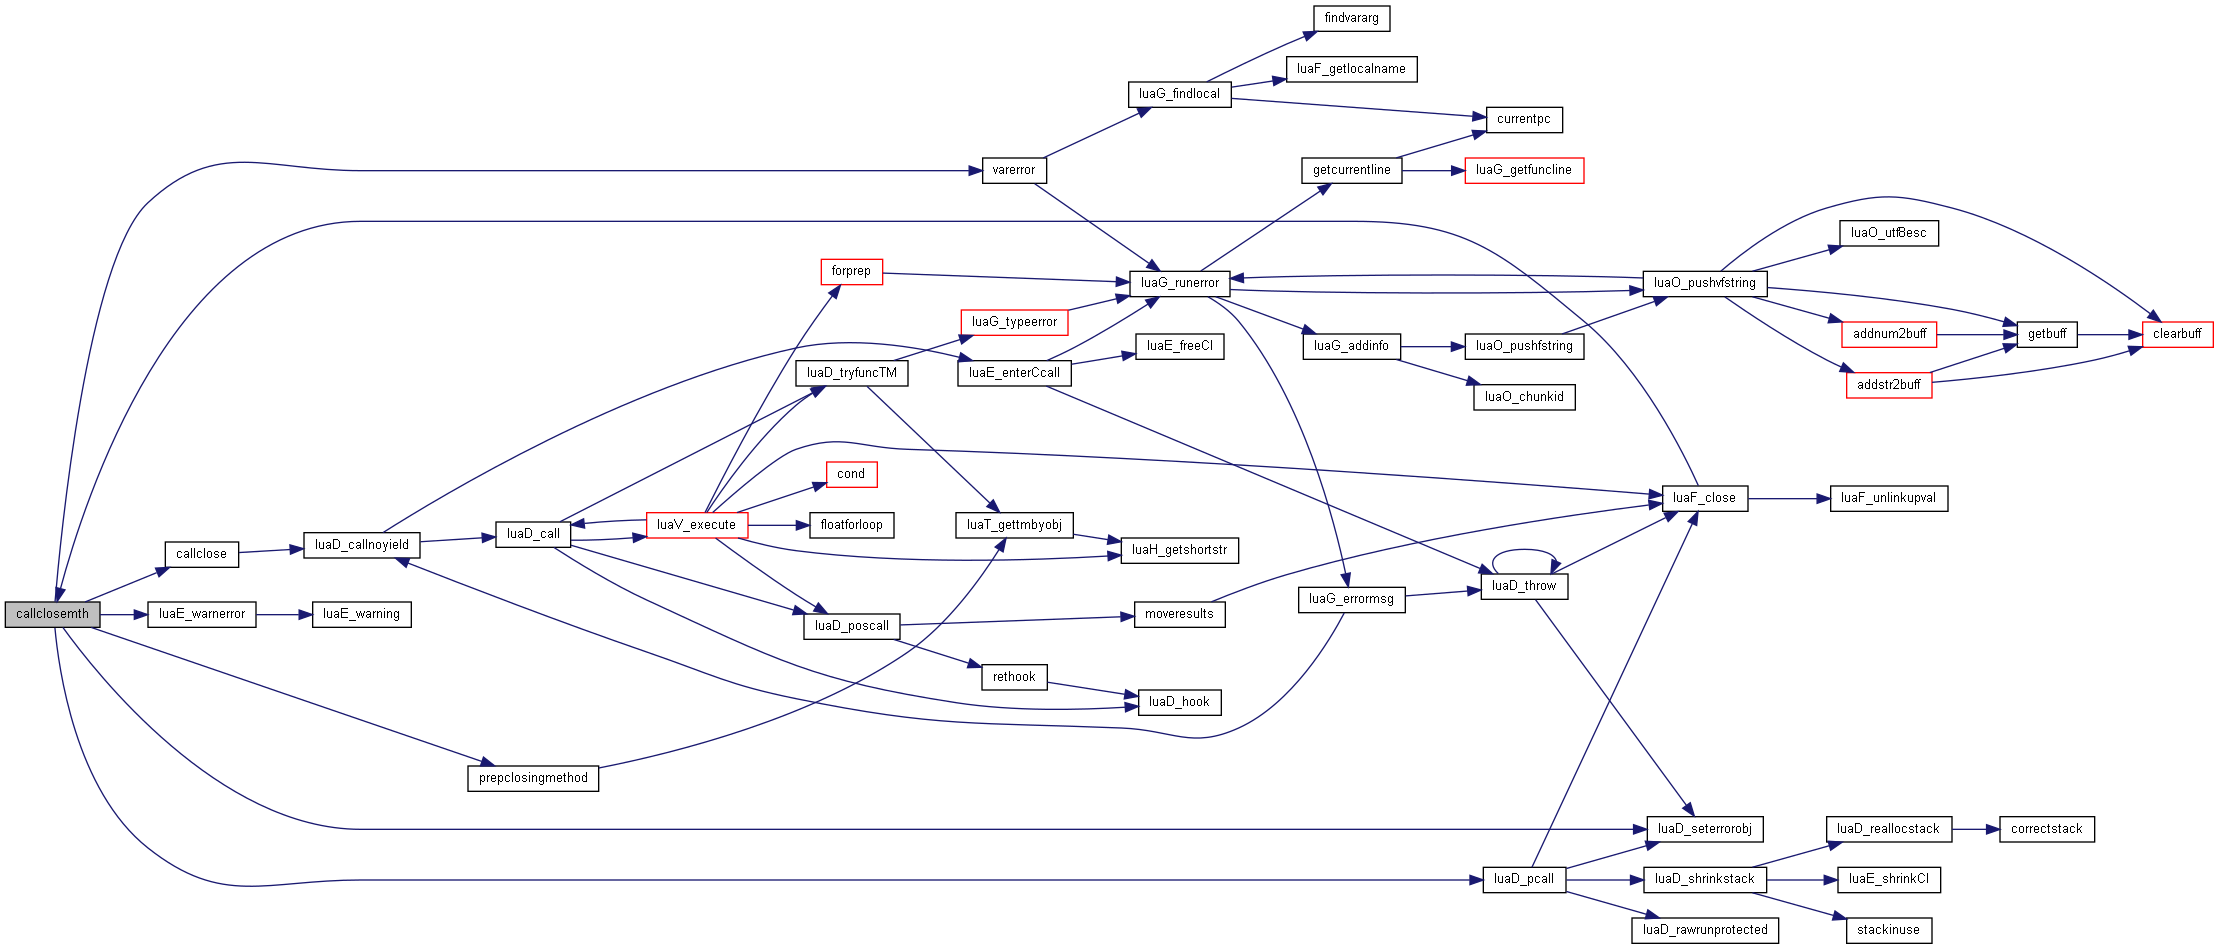 findvararg
luaF_getlocalname
luaG_findlocal
currentpc
varerror
getcurrentline
luaG_getfuncline
luaO_utf8esc
forprep
luaG_runerror
luaO_pushvfstring
luaG_typeerror
addnum2buff
getbuff
clearbuff
luaE_freeCI
luaG_addinfo
luaO_pushfstring
luaD_tryfuncTM
luaE_enterCcall
addstr2buff
luaO_chunkid
cond
luaF_close
luaF_unlinkupval
luaV_execute
floatforloop
luaT_gettmbyobj
luaD_call
luaD_callnoyield
callclose
luaH_getshortstr
luaD_throw
luaG_errormsg
callclosemth
luaE_warnerror
luaE_warning
luaD_poscall
moveresults
rethook
luaD_hook
prepclosingmethod
luaD_seterrorobj
luaD_reallocstack
correctstack
luaD_pcall
luaD_shrinkstack
luaE_shrinkCI
luaD_rawrunprotected
stackinuse